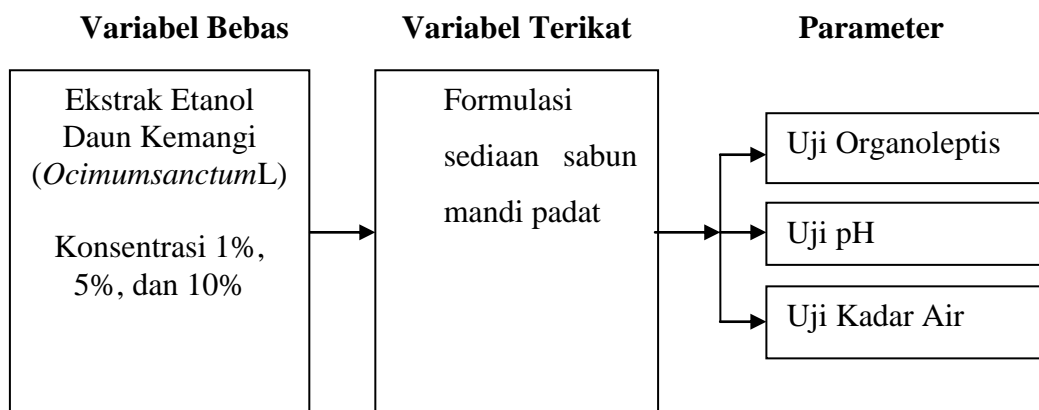 Variabel Bebas
Variabel Terikat
Parameter
Ekstrak Etanol
Daun Kemangi
(OcimumsanctumL)
Konsentrasi 1%,
5%, dan 10%
Formulasi
sediaan sabun
mandi padat
Uji Organoleptis
Uji pH
Uji Kadar Air